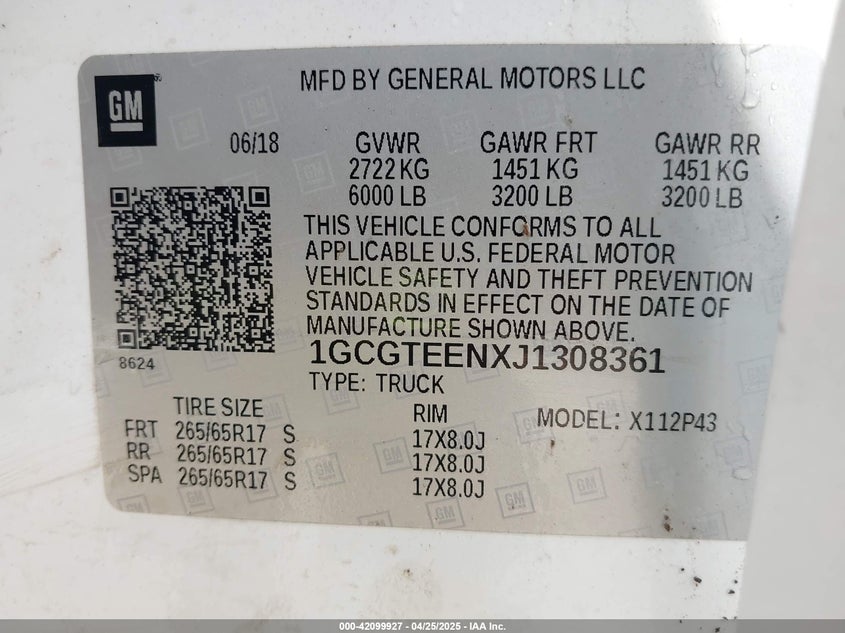 GM
MFD BY GENERAL MOTORS LLC
06/18 GVWR GAWR FRT GAWR RR
2722 KG 1451 KG 1451 KG
6000 LB 3200 LB 3200 LB
THIS VEHICLE CONFORMS TO ALL
APPLICABLE U.S. FEDERAL MOTOR
VEHICLE SAFETY AND THEFT PREVENTION
STANDARDS IN EFFECT ON THE DATE OF
MANUFACTURE SHOWN ABOVE.
8624
1GCGTEENXJ1308361
TYPE: TRUCK
TIRE SIZE RIM MODEL: X112P43
FRT 265/65R17 S 17X8.0J
RR 265/65R17 S 17X8.0J
SPA 265/65R17 S 17X8.0J
000-42099927 - 04/25/2025 - IAA Inc.